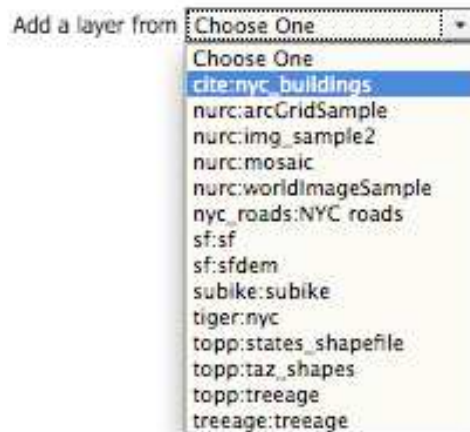 Add a layer from Choose One
Choose One
cite:nyc_buildings
nurc:arcGridSample
nurc:img_sample2
nurc:mosaic
nurc:worldImageSample
nyc_roads:NYC roads
sf:sf
sf:sfdem
subike:subike
tiger:nyc
topp:states_shapefile
topp:taz_shapes
topp:treeage
treeage:treeage